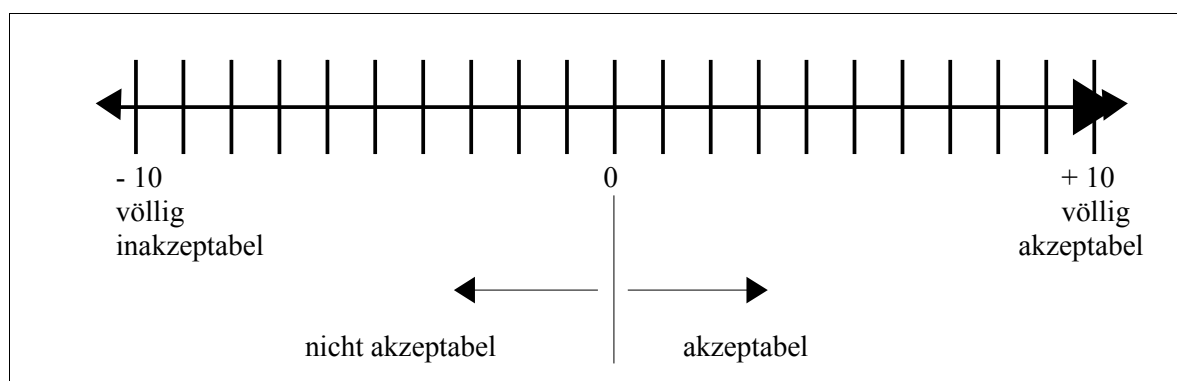 - 10 0 + 10
völlig völlig
inakzeptabel akzeptabel
nicht akzeptabel akzeptabel